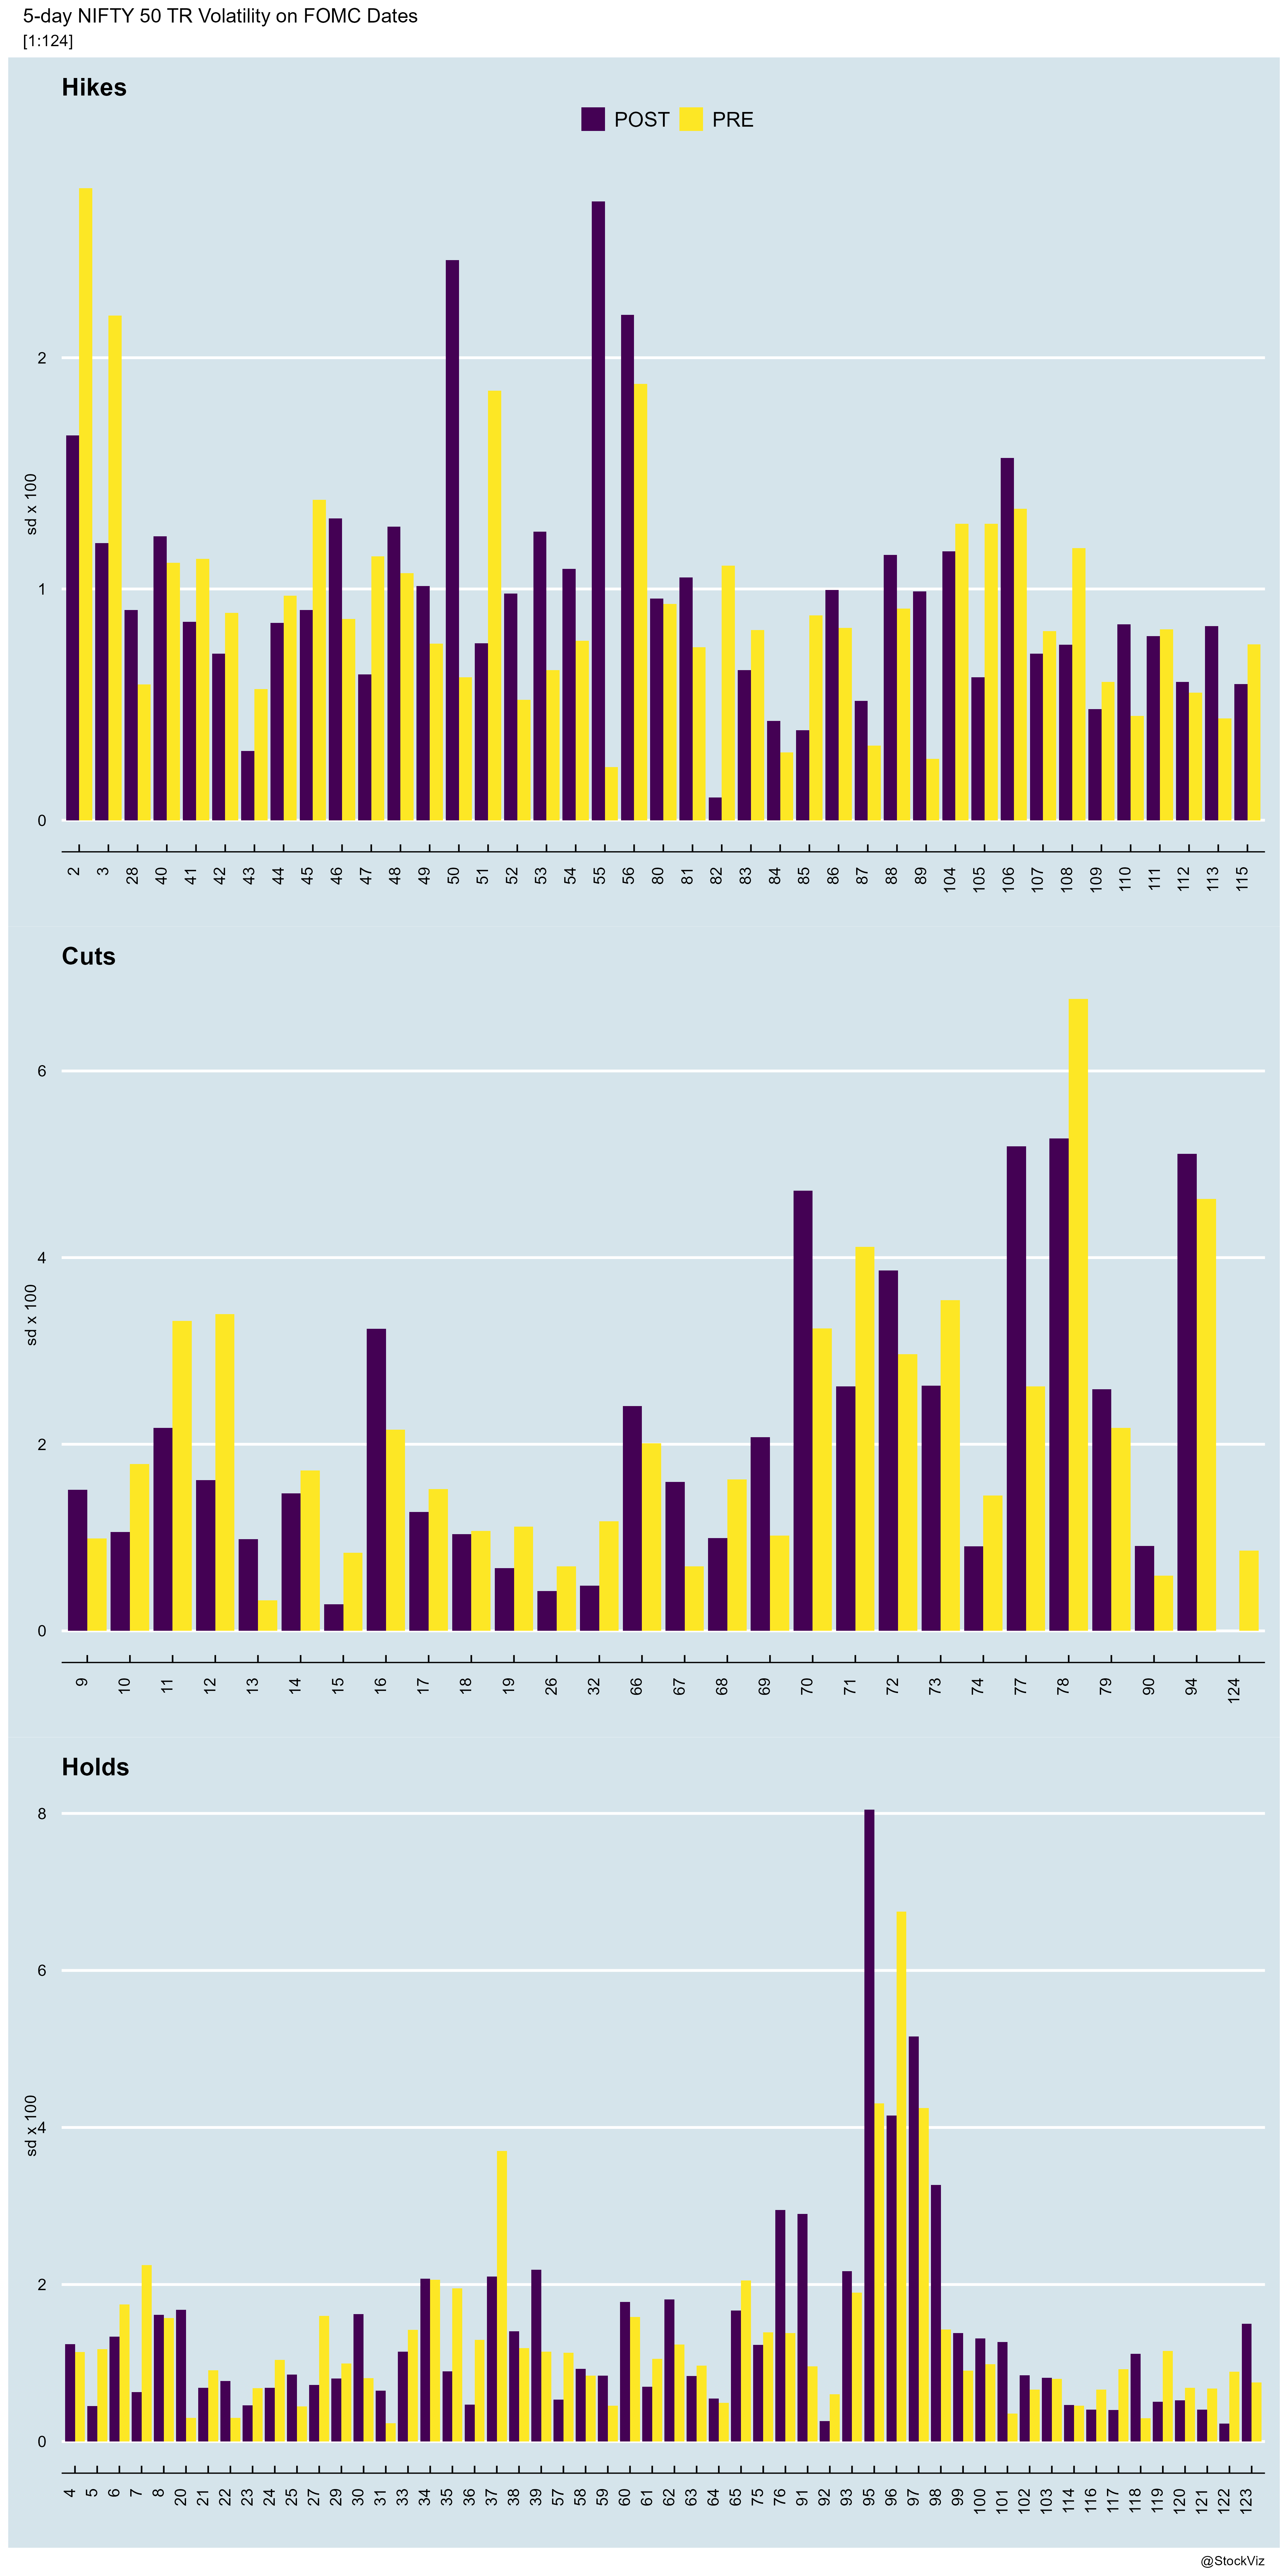 5-day NIFTY 50 TR Volatility on FOMC Dates
[1:124]
Hikes
POST PRE
sd x 100
2
1
0
2 3 28 40 41 42 43 44 45 46 47 48 49 50 51 52 53 54 55 56 80 81 82 83 84 85 86 87 88 89 104 105 106 107 108 109 110 111 112 113 115
Cuts
sd x 100
6
4
2
0
9 10 11 12 13 14 15 16 17 18 19 26 32 66 67 68 69 70 71 72 73 74 77 78 79 90 94 124
Holds
sd x 100
8
6
4
2
0
4 5 6 7 8 20 21 22 23 24 25 27 29 30 31 33 34 35 36 37 38 39 57 58 59 60 61 62 63 64 65 75 76 91 92 93 95 96 97 98 99 100 101 102 103 114 116 117 118 119 120 121 122 123
@StockViz